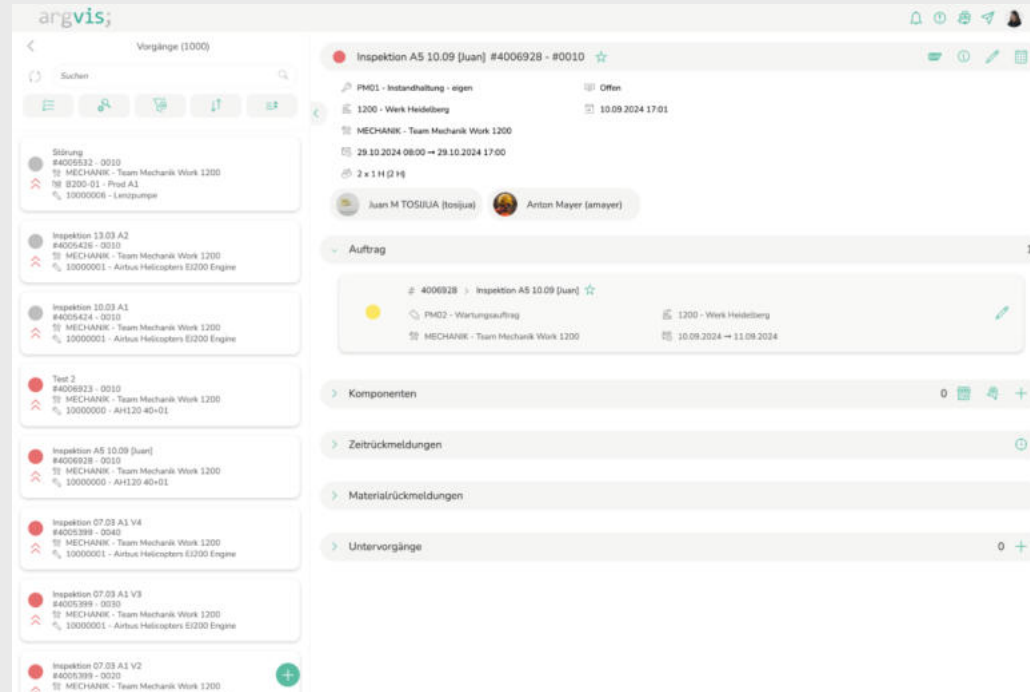 argvis;
Vorgänge (1000)
Suchen
Störung
#4005532 - 0010
MECHANIK - Team Mechanik Work 1200
B200-01 - Prod A1
10000006 - Lenzpumpe
Inspektion 13.03 A2
#4005426 - 0010
MECHANIK - Team Mechanik Work 1200
10000001 - Airbus Helicopters EJ200 Engine
Inspektion 10.03 A1
#4005424 - 0010
MECHANIK - Team Mechanik Work 1200
10000001 - Airbus Helicopters EJ200 Engine
Test 2
#4006923 - 0010
MECHANIK - Team Mechanik Work 1200
10000000 - AH120 40+01
Inspektion A5 10.09 [Juan]
#4006928 - 0010
MECHANIK - Team Mechanik Work 1200
10000000 - AH120 40+01
Inspektion 07.03 A1 V4
#4005399 - 0040
MECHANIK - Team Mechanik Work 1200
10000001 - Airbus Helicopters EJ200 Engine
Inspektion 07.03 A1 V3
#4005399 - 0030
MECHANIK - Team Mechanik Work 1200
10000001 - Airbus Helicopters EJ200 Engine
Inspektion 07.03 A1 V2
#4005399 - 0020
MECHANIK - Team Mechanik Work 1200
Inspektion A5 10.09 [Juan] #4006928 - #0010
PM01 - Instandhaltung - eigen
Offen
1200 - Werk Heidelberg
10.09.2024 17:01
MECHANIK - Team Mechanik Work 1200
29.10.2024 08:00 → 29.10.2024 17:00
2 x 1 H (2 H)
Juan M TOSIJUA (tosijua)
Anton Mayer (amayer)
Auftrag
1
# 4006928 > Inspektion A5 10.09 [Juan]
PM02 - Wartungsauftrag
1200 - Werk Heidelberg
MECHANIK - Team Mechanik Work 1200
10.09.2024 → 11.09.2024
Komponenten 0
Zeitrückmeldungen
Materialrückmeldungen
Untervorgänge 0